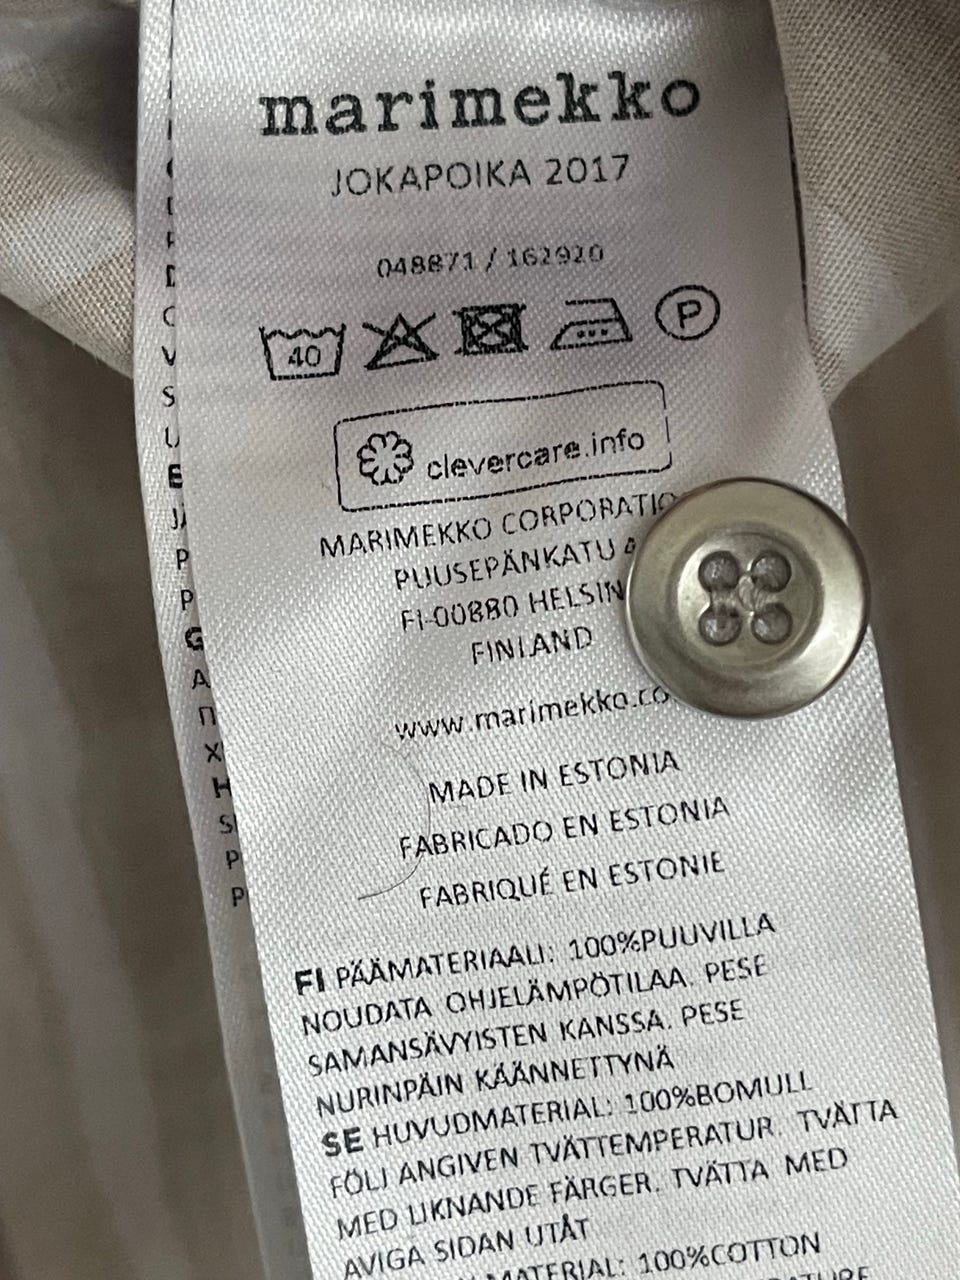 marimekko
JOKAPOIKA 2017
048871 / 162920
40
P
clevercare.info
MARIMEKKO CORPORATIO
PUUSEPÄNKATU
FI-00880 HELSIN
FINLAND
www.marimekko.co
MADE IN ESTONIA
FABRICADO EN ESTONIA
FABRIQUÉ EN ESTONIE
FI PÄÄMATERIAALI: 100%PUUVILLA
NOUDATA OHJELÄMPÖTILAA. PESE
SAMANSÄVYISTEN KANSSA. PESE
NURINPÄIN KÄÄNNETTYNÄ
SE HUVUDMATERIAL: 100%BOMULL
FÖLJ ANGIVEN TVÄTTEMPERATUR. TVÄTTA
MED LIKNANDE FÄRGER. TVÄTTA MED
AVIGA SIDAN UTÅT
MATERIAL: 100%COTTON